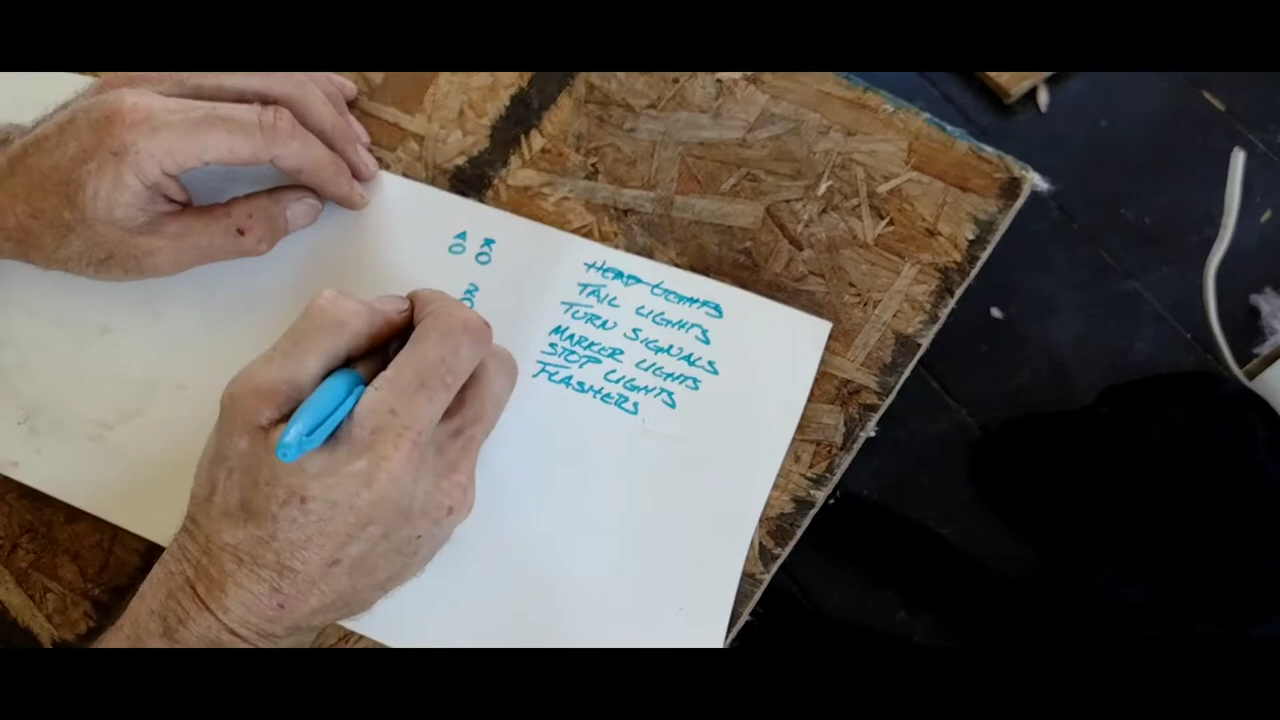 A R
O O
R
O
HEAD LIGHTS
TAIL LIGHTS
TURN SIGNALS
MARKER LIGHTS
STOP LIGHTS
FLASHERS